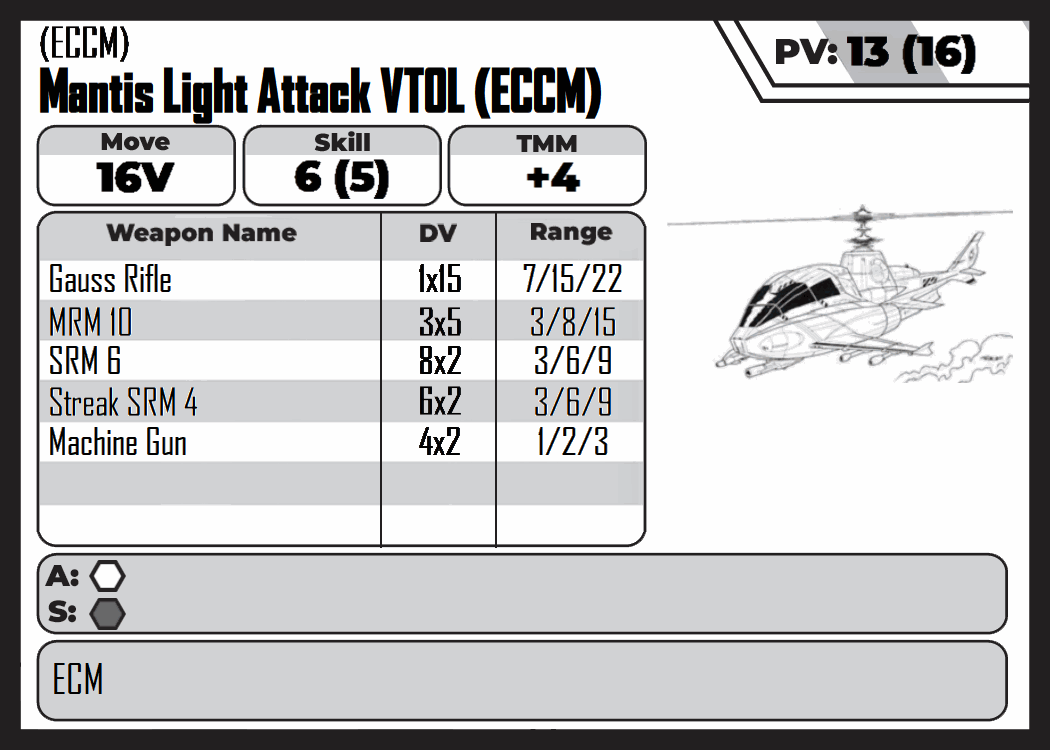 (ECCM)
PV: 13 (16)
Mantis Light Attack VTOL (ECCM)
Move Skill TMM
16V 6 (5) +4
Weapon Name DV Range
Gauss Rifle 1x15 7/15/22
MRM 10 3x5 3/8/15
SRM 6 8x2 3/6/9
Streak SRM 4 6x2 3/6/9
Machine Gun 4x2 1/2/3
A:
S:
ECM